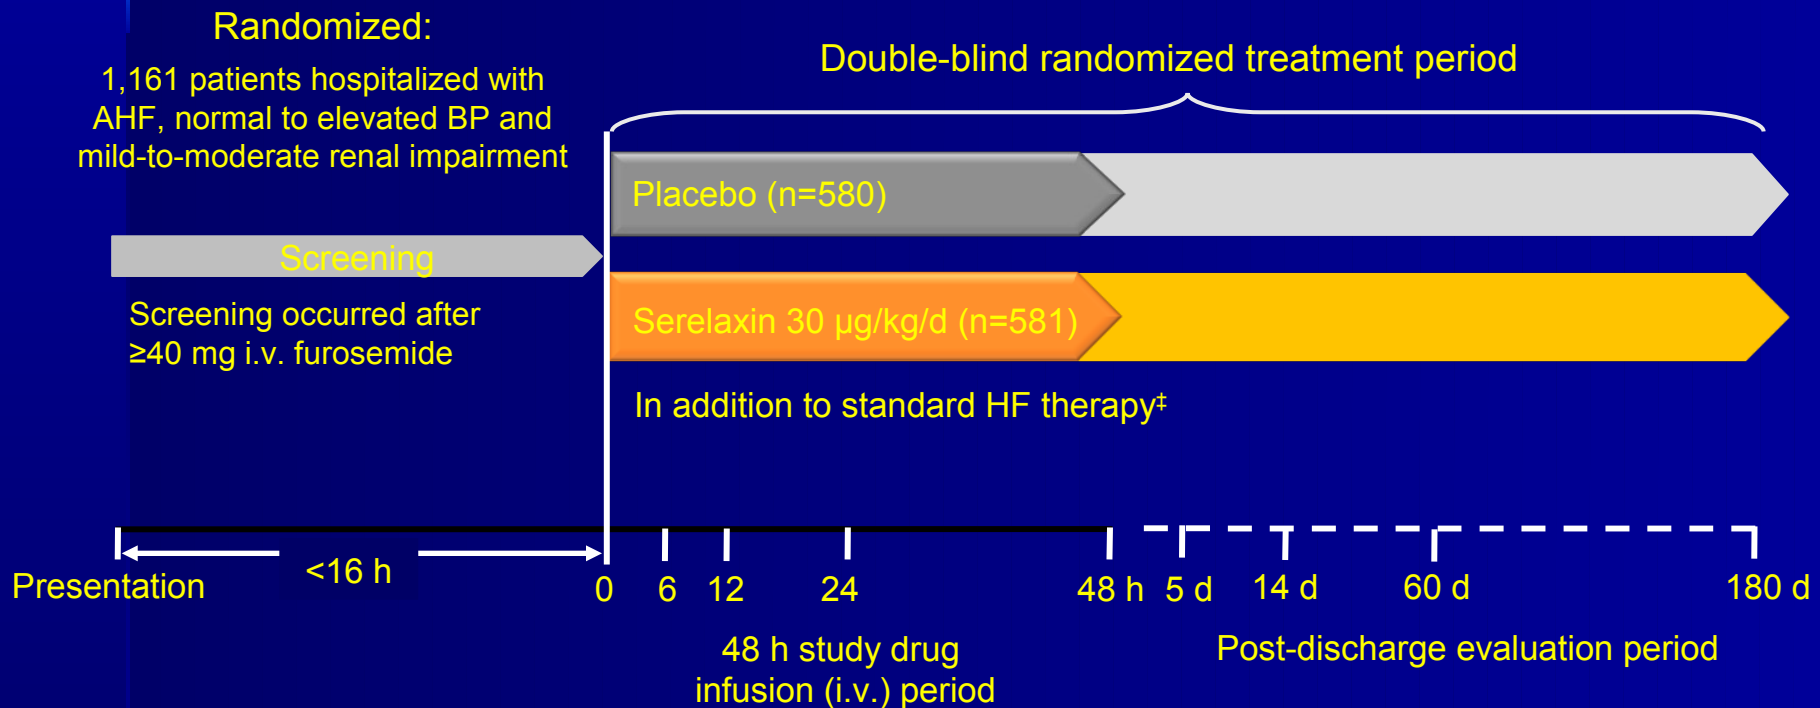 Randomized:
1,161 patients hospitalized with
AHF, normal to elevated BP and
mild-to-moderate renal impairment
Double-blind randomized treatment period
Placebo (n=580)
Screening
Screening occurred after
≥40 mg i.v. furosemide
Serelaxin 30 µg/kg/d (n=581)
In addition to standard HF therapy‡
Presentation
<16 h
0 6 12 24 48 h 5 d 14 d 60 d 180 d
48 h study drug
infusion (i.v.) period
Post-discharge evaluation period